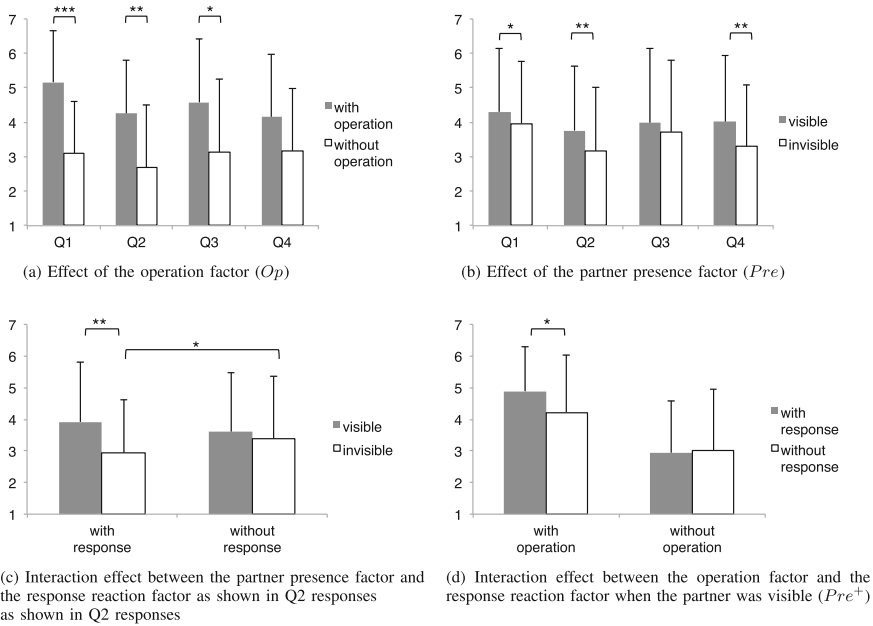 7
6
5
4
3
2
1
***
**
*
Q1
Q2
Q3
Q4
with
operation
without
operation
(a) Effect of the operation factor (Op)
7
6
5
4
3
2
1
*
**
**
Q1
Q2
Q3
Q4
visible
invisible
(b) Effect of the partner presence factor (Pre)
7
6
5
4
3
2
1
**
*
with
response
without
response
visible
invisible
(c) Interaction effect between the partner presence factor and
the response reaction factor as shown in Q2 responses
as shown in Q2 responses
7
6
5
4
3
2
1
*
with
operation
without
operation
with
response
without
response
(d) Interaction effect between the operation factor and the
response reaction factor when the partner was visible (Pre⁺)